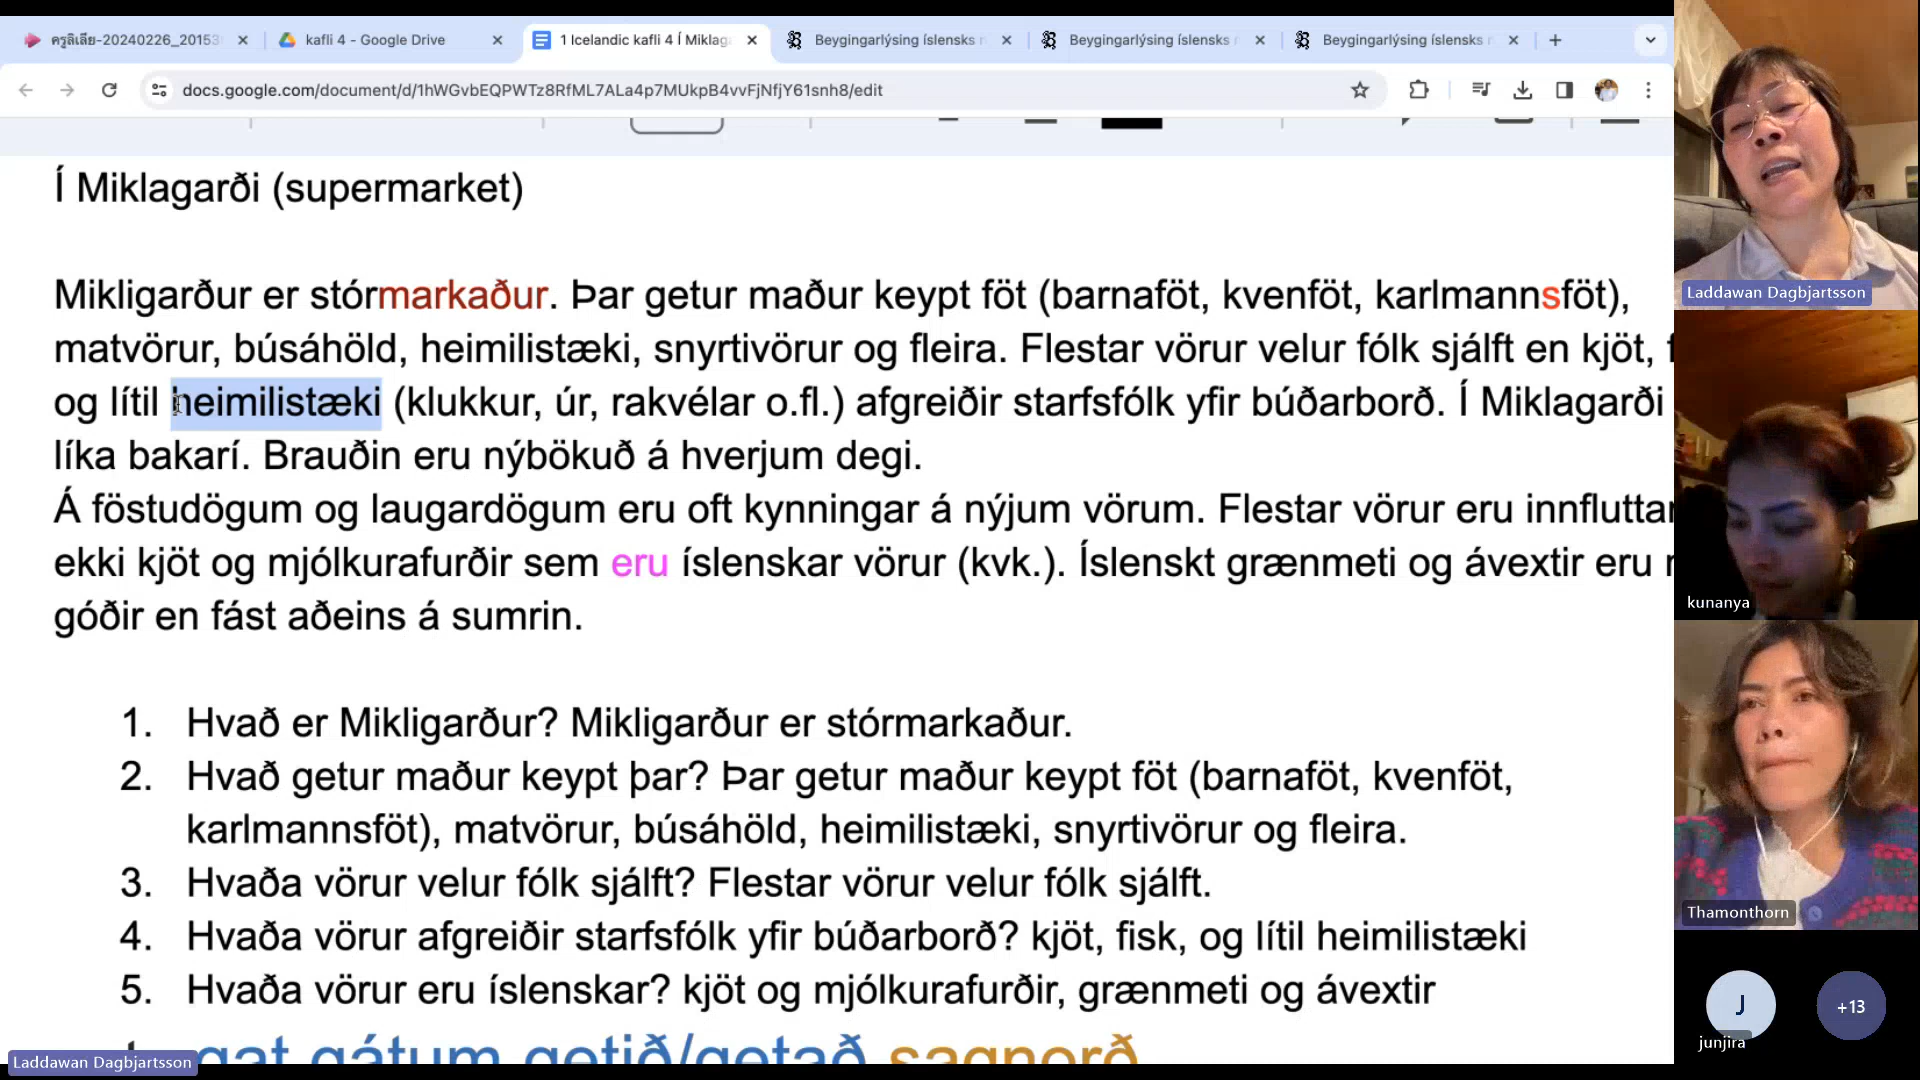 ครูลิเลีย-20240226_20153
kafli 4 - Google Drive
1 Icelandic kafli 4 Í Miklag
Beygingarlýsing íslensks n
Beygingarlýsing íslensks
Beygingarlýsing íslensks n
docs.google.com/document/d/1hWGvbEQPWTz8RfML7ALa4p7MUkpB4vvFjNfjY61snh8/edit
Í Miklagarði (supermarket)
Mikligarður er stórmarkaður. Þar getur maður keypt föt (barnaföt, kvenföt, karlmannsföt),
matvörur, búsáhöld, heimilistæki, snyrtivörur og fleira. Flestar vörur velur fólk sjálft en kjöt,
og lítil heimilistæki (klukkur, úr, rakvélar o.fl.) afgreiðir starfsfólk yfir búðarborð. Í Miklagarði
líka bakarí. Brauðin eru nýbökuð á hverjum degi.
Á föstudögum og laugardögum eru oft kynningar á nýjum vörum. Flestar vörur eru innfluttar
ekki kjöt og mjólkurafurðir sem eru íslenskar vörur (kvk.). Íslenskt grænmeti og ávextir eru
góðir en fást aðeins á sumrin.
1. Hvað er Mikligarður? Mikligarður er stórmarkaður.
2. Hvað getur maður keypt þar? Þar getur maður keypt föt (barnaföt, kvenföt,
karlmannsföt), matvörur, búsáhöld, heimilistæki, snyrtivörur og fleira.
3. Hvaða vörur velur fólk sjálft? Flestar vörur velur fólk sjálft.
4. Hvaða vörur afgreiðir starfsfólk yfir búðarborð? kjöt, fisk, og lítil heimilistæki
5. Hvaða vörur eru íslenskar? kjöt og mjólkurafurðir, grænmeti og ávextir
gat gátum getið/getað sagnorð
Laddawan Dagbjartsson
Laddawan Dagbjartsson
kunanya
Thamonthorn
J
junjira
+13